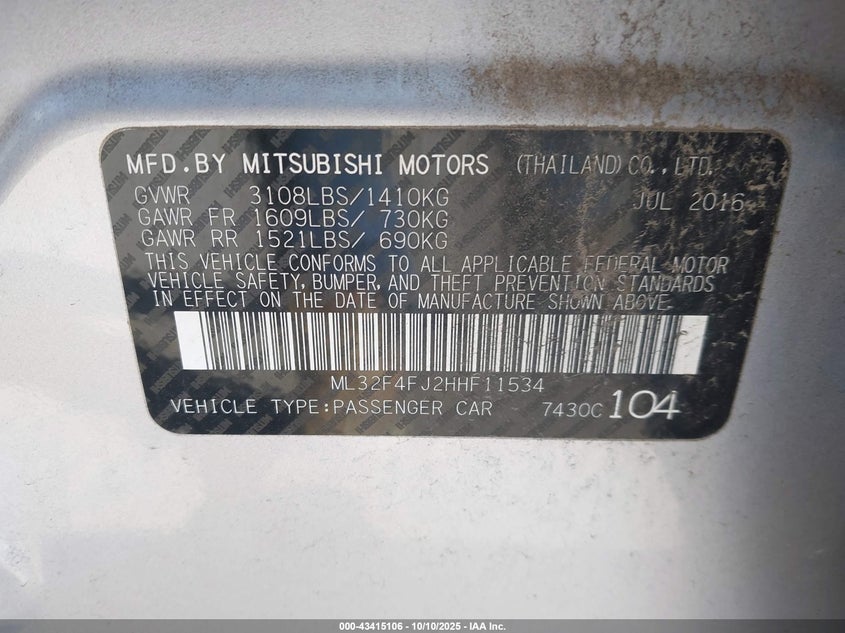 MFD.BY MITSUBISHI MOTORS (THAILAND)CO.,LTD.
GVWR 3108LBS/1410KG JUL 2016
GAWR FR 1609LBS/ 730KG
GAWR RR 1521LBS/ 690KG
THIS VEHICLE CONFORMS TO ALL APPLICABLE FEDERAL MOTOR
VEHICLE SAFETY, BUMPER, AND THEFT PREVENTION STANDARDS
IN EFFECT ON THE DATE OF MANUFACTURE SHOWN ABOVE.
ML32F4FJ2HHF11534
VEHICLE TYPE:PASSENGER CAR 7430C 104
000-43415106 - 10/10/2025 - IAA Inc.